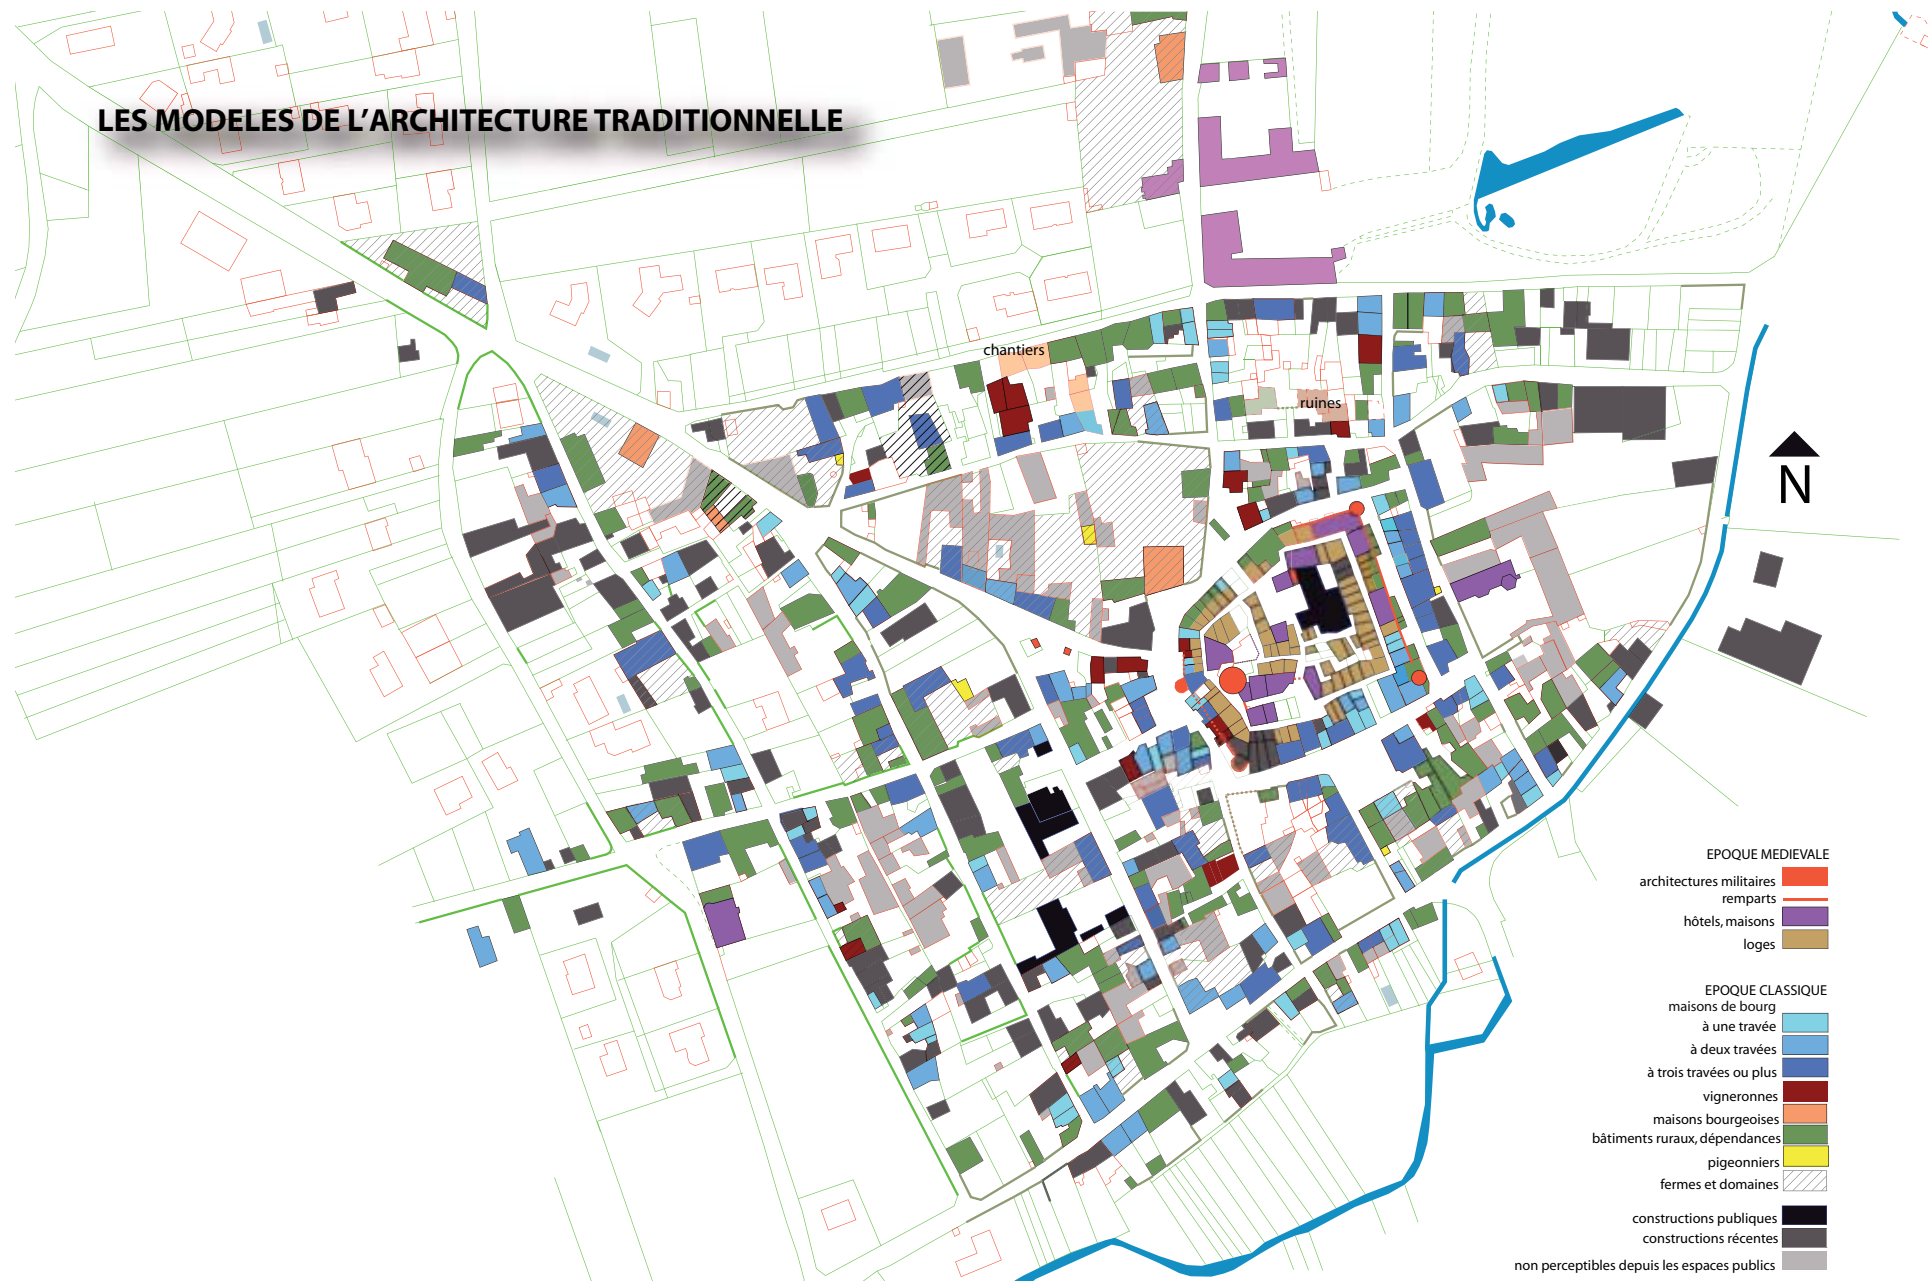 LES MODELES DE L'ARCHITECTURE TRADITIONNELLE
chantiers
ruines
N
EPOQUE MEDIEVALE
architectures militaires
remparts
hôtels, maisons
loges
EPOQUE CLASSIQUE
maisons de bourg
à une travée
à deux travées
à trois travées ou plus
vigneronnes
maisons bourgeoises
bâtiments ruraux, dépendances
pigeonniers
fermes et domaines
constructions publiques
constructions récentes
non perceptibles depuis les espaces publics